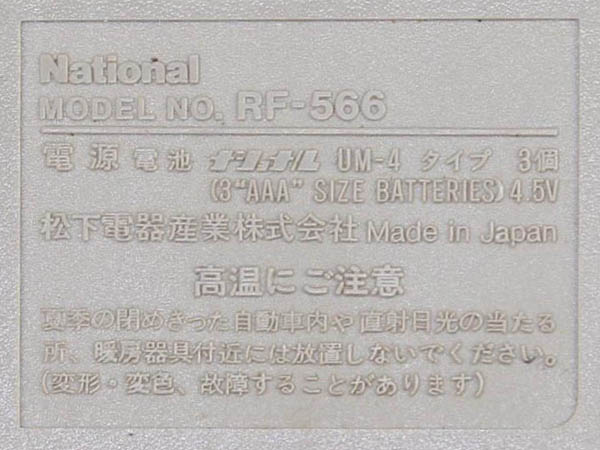 National
MODEL NO. RF-566
電源 電池 ナショナル UM-4 タイプ 3個
(3"AAA" SIZE BATTERIES) 4.5V
松下電器産業株式会社 Made in Japan
高温にご注意
夏季の閉めきった自動車内や直射日光の当たる
所、暖房器具付近には放置しないでください。
(変形・変色、故障することがあります)